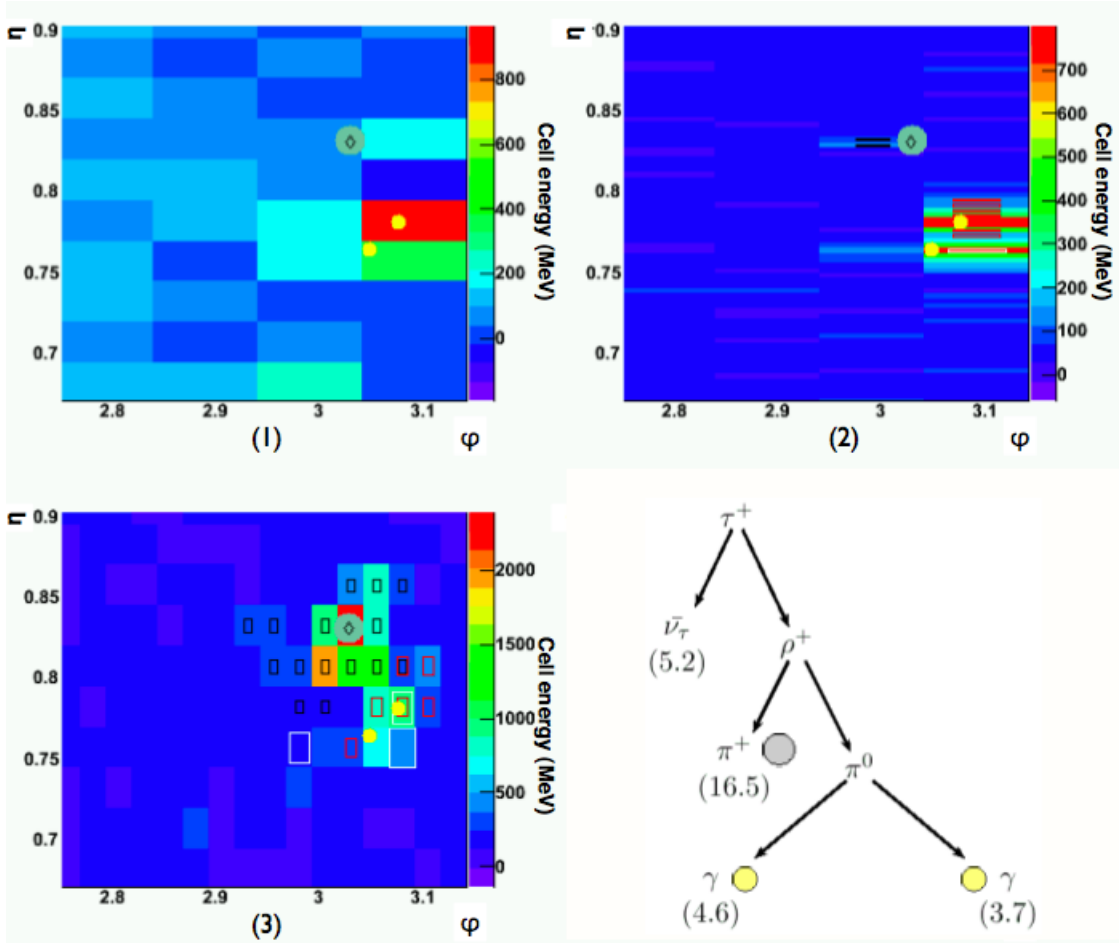 η
0.9
0.85
0.8
0.75
0.7
2.8 2.9 3 3.1
(1) φ
800
600
400
200
0
Cell energy (MeV)
η
0.9
0.85
0.8
0.75
0.7
2.8 2.9 3 3.1
(2) φ
700
600
500
400
300
200
100
0
Cell energy (MeV)
η
0.9
0.85
0.8
0.75
0.7
2.8 2.9 3 3.1
(3) φ
2000
1500
1000
500
0
Cell energy (MeV)
τ⁺
ν̄τ
(5.2)
ρ⁺
π⁺
(16.5)
π⁰
γ
(4.6)
γ
(3.7)